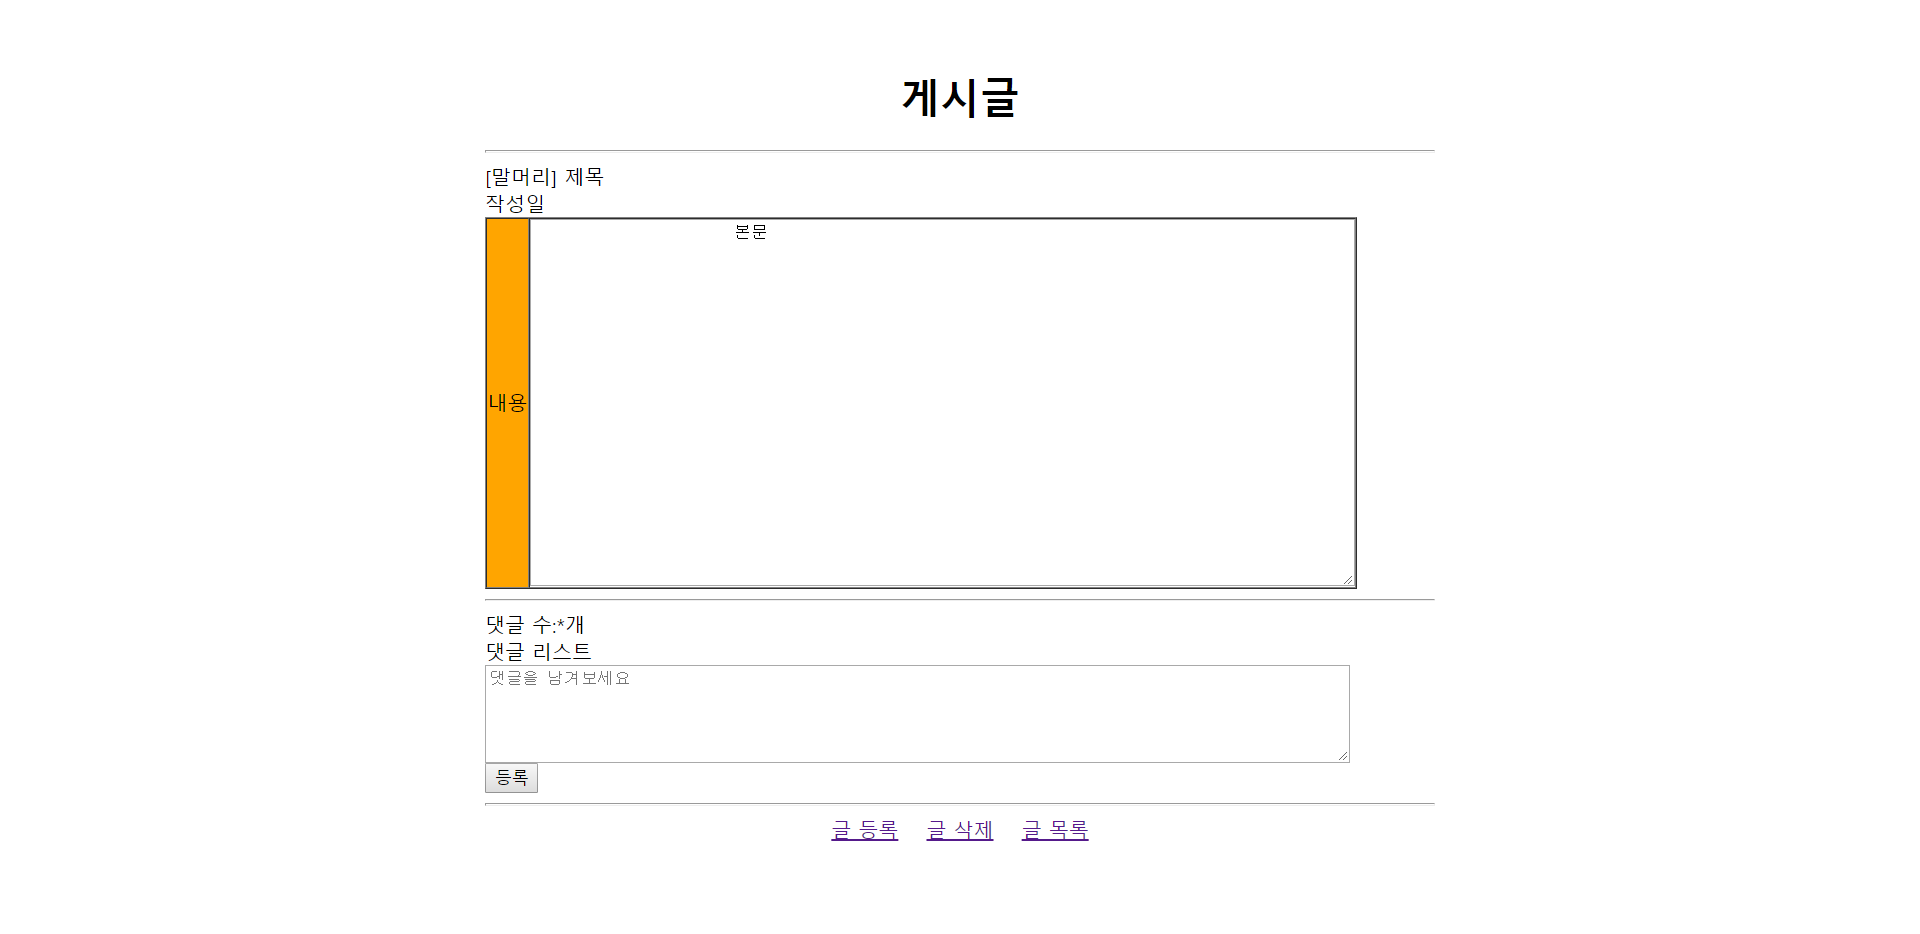 게시글
[말머리] 제목
작성일
본문
내용
댓글 수:*개
댓글 리스트
댓글을 남겨보세요
등록
글 등록 글 삭제 글 목록